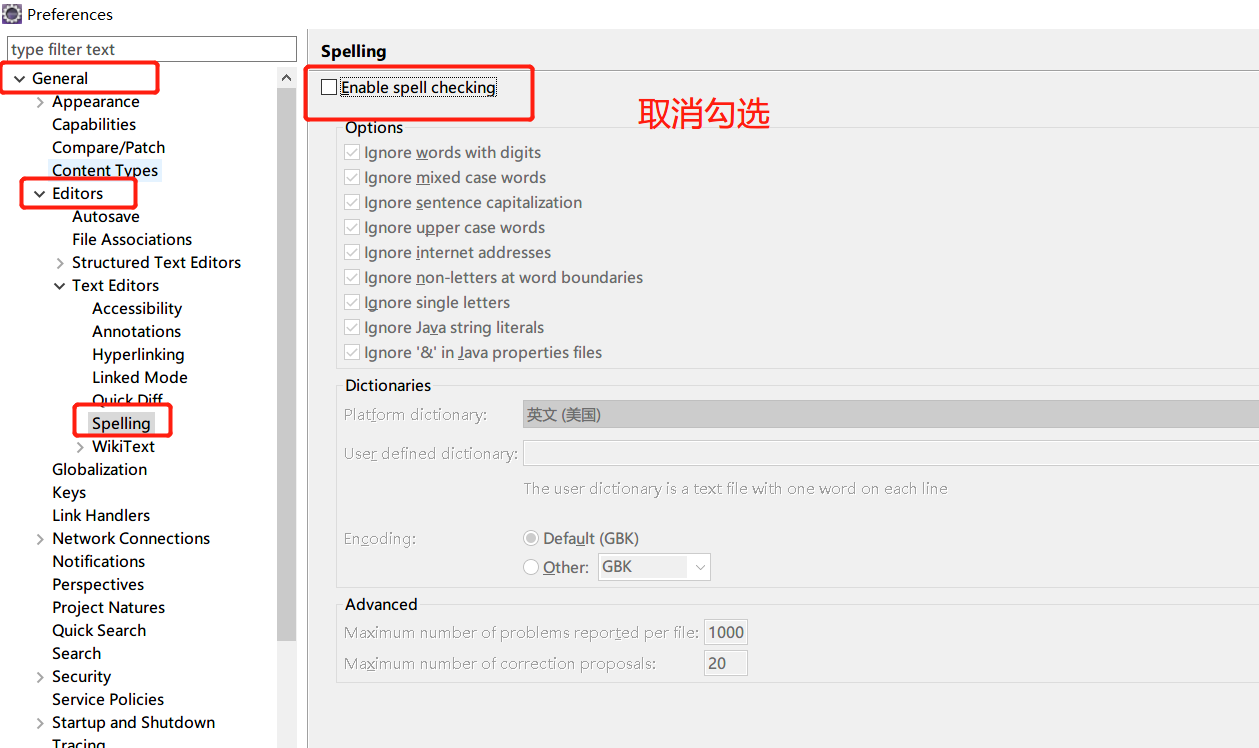 Preferences
type filter text
General
Appearance
Capabilities
Compare/Patch
Content Types
Editors
Autosave
File Associations
Structured Text Editors
Text Editors
Accessibility
Annotations
Hyperlinking
Linked Mode
Quick Diff
Spelling
WikiText
Globalization
Keys
Link Handlers
Network Connections
Notifications
Perspectives
Project Natures
Quick Search
Search
Security
Service Policies
Startup and Shutdown
Tracing
Spelling
Enable spell checking
取消勾选
Options
Ignore words with digits
Ignore mixed case words
Ignore sentence capitalization
Ignore upper case words
Ignore internet addresses
Ignore non-letters at word boundaries
Ignore single letters
Ignore Java string literals
Ignore '&' in Java properties files
Dictionaries
Platform dictionary: 英文 (美国)
User defined dictionary:
The user dictionary is a text file with one word on each line
Encoding: Default (GBK)
Other: GBK
Advanced
Maximum number of problems reported per file: 1000
Maximum number of correction proposals: 20